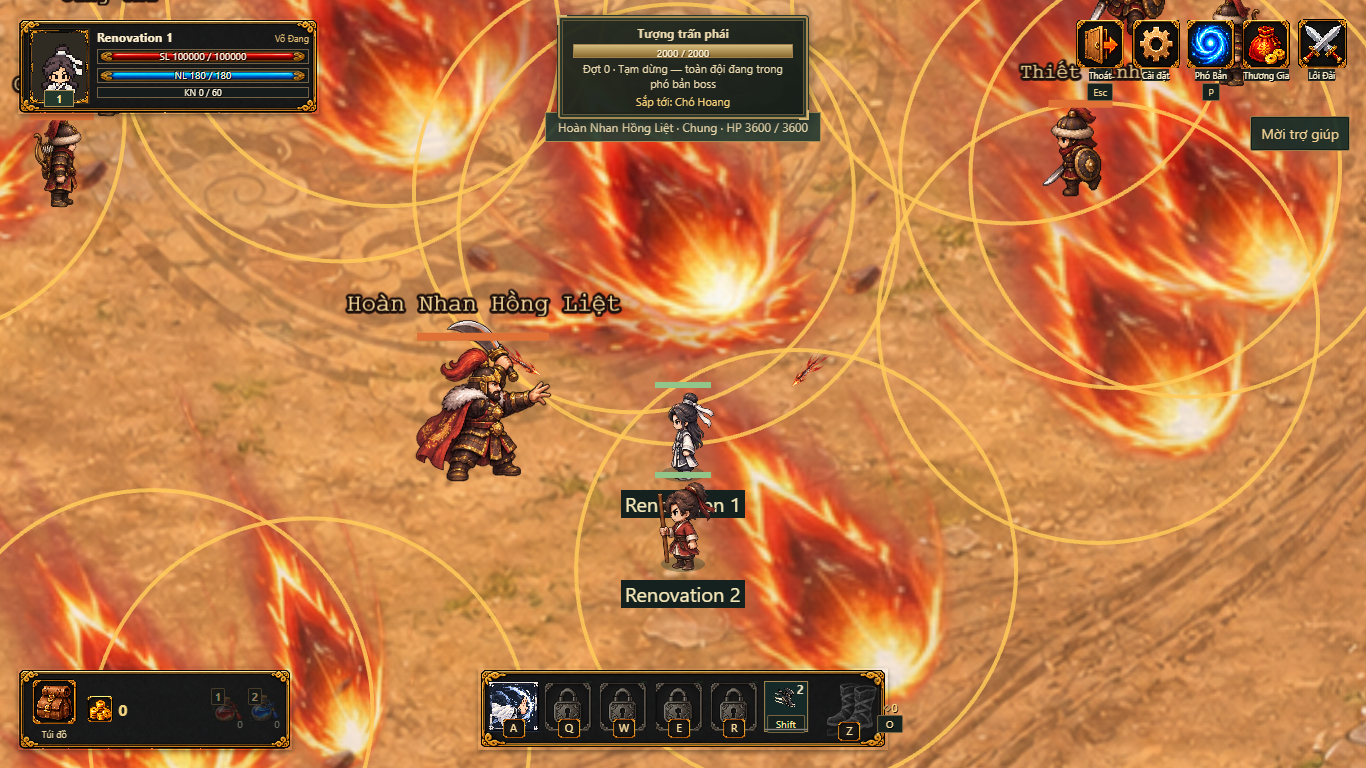 Renovation 1
Võ Đang
SL 100000 / 100000
NL 180 / 180
KN 0 / 60
1
Tượng trấn phái
2000 / 2000
Đợt 0 · Tạm dừng — toàn đội đang trong
phó bản boss
Sắp tới: Chó Hoang
Hoàn Nhan Hồng Liệt · Chung · HP 3600 / 3600
Thiết
Thoát
Cài đặt
Phó Bản
Thương Gia
Lôi Đài
Esc
P
Mời trợ giúp
Hoàn Nhan Hồng Liệt
Renovation 1
Renovation 2
Túi đồ
0
1
0
2
0
A
Q
W
E
R
2
Shift
Z
0
O